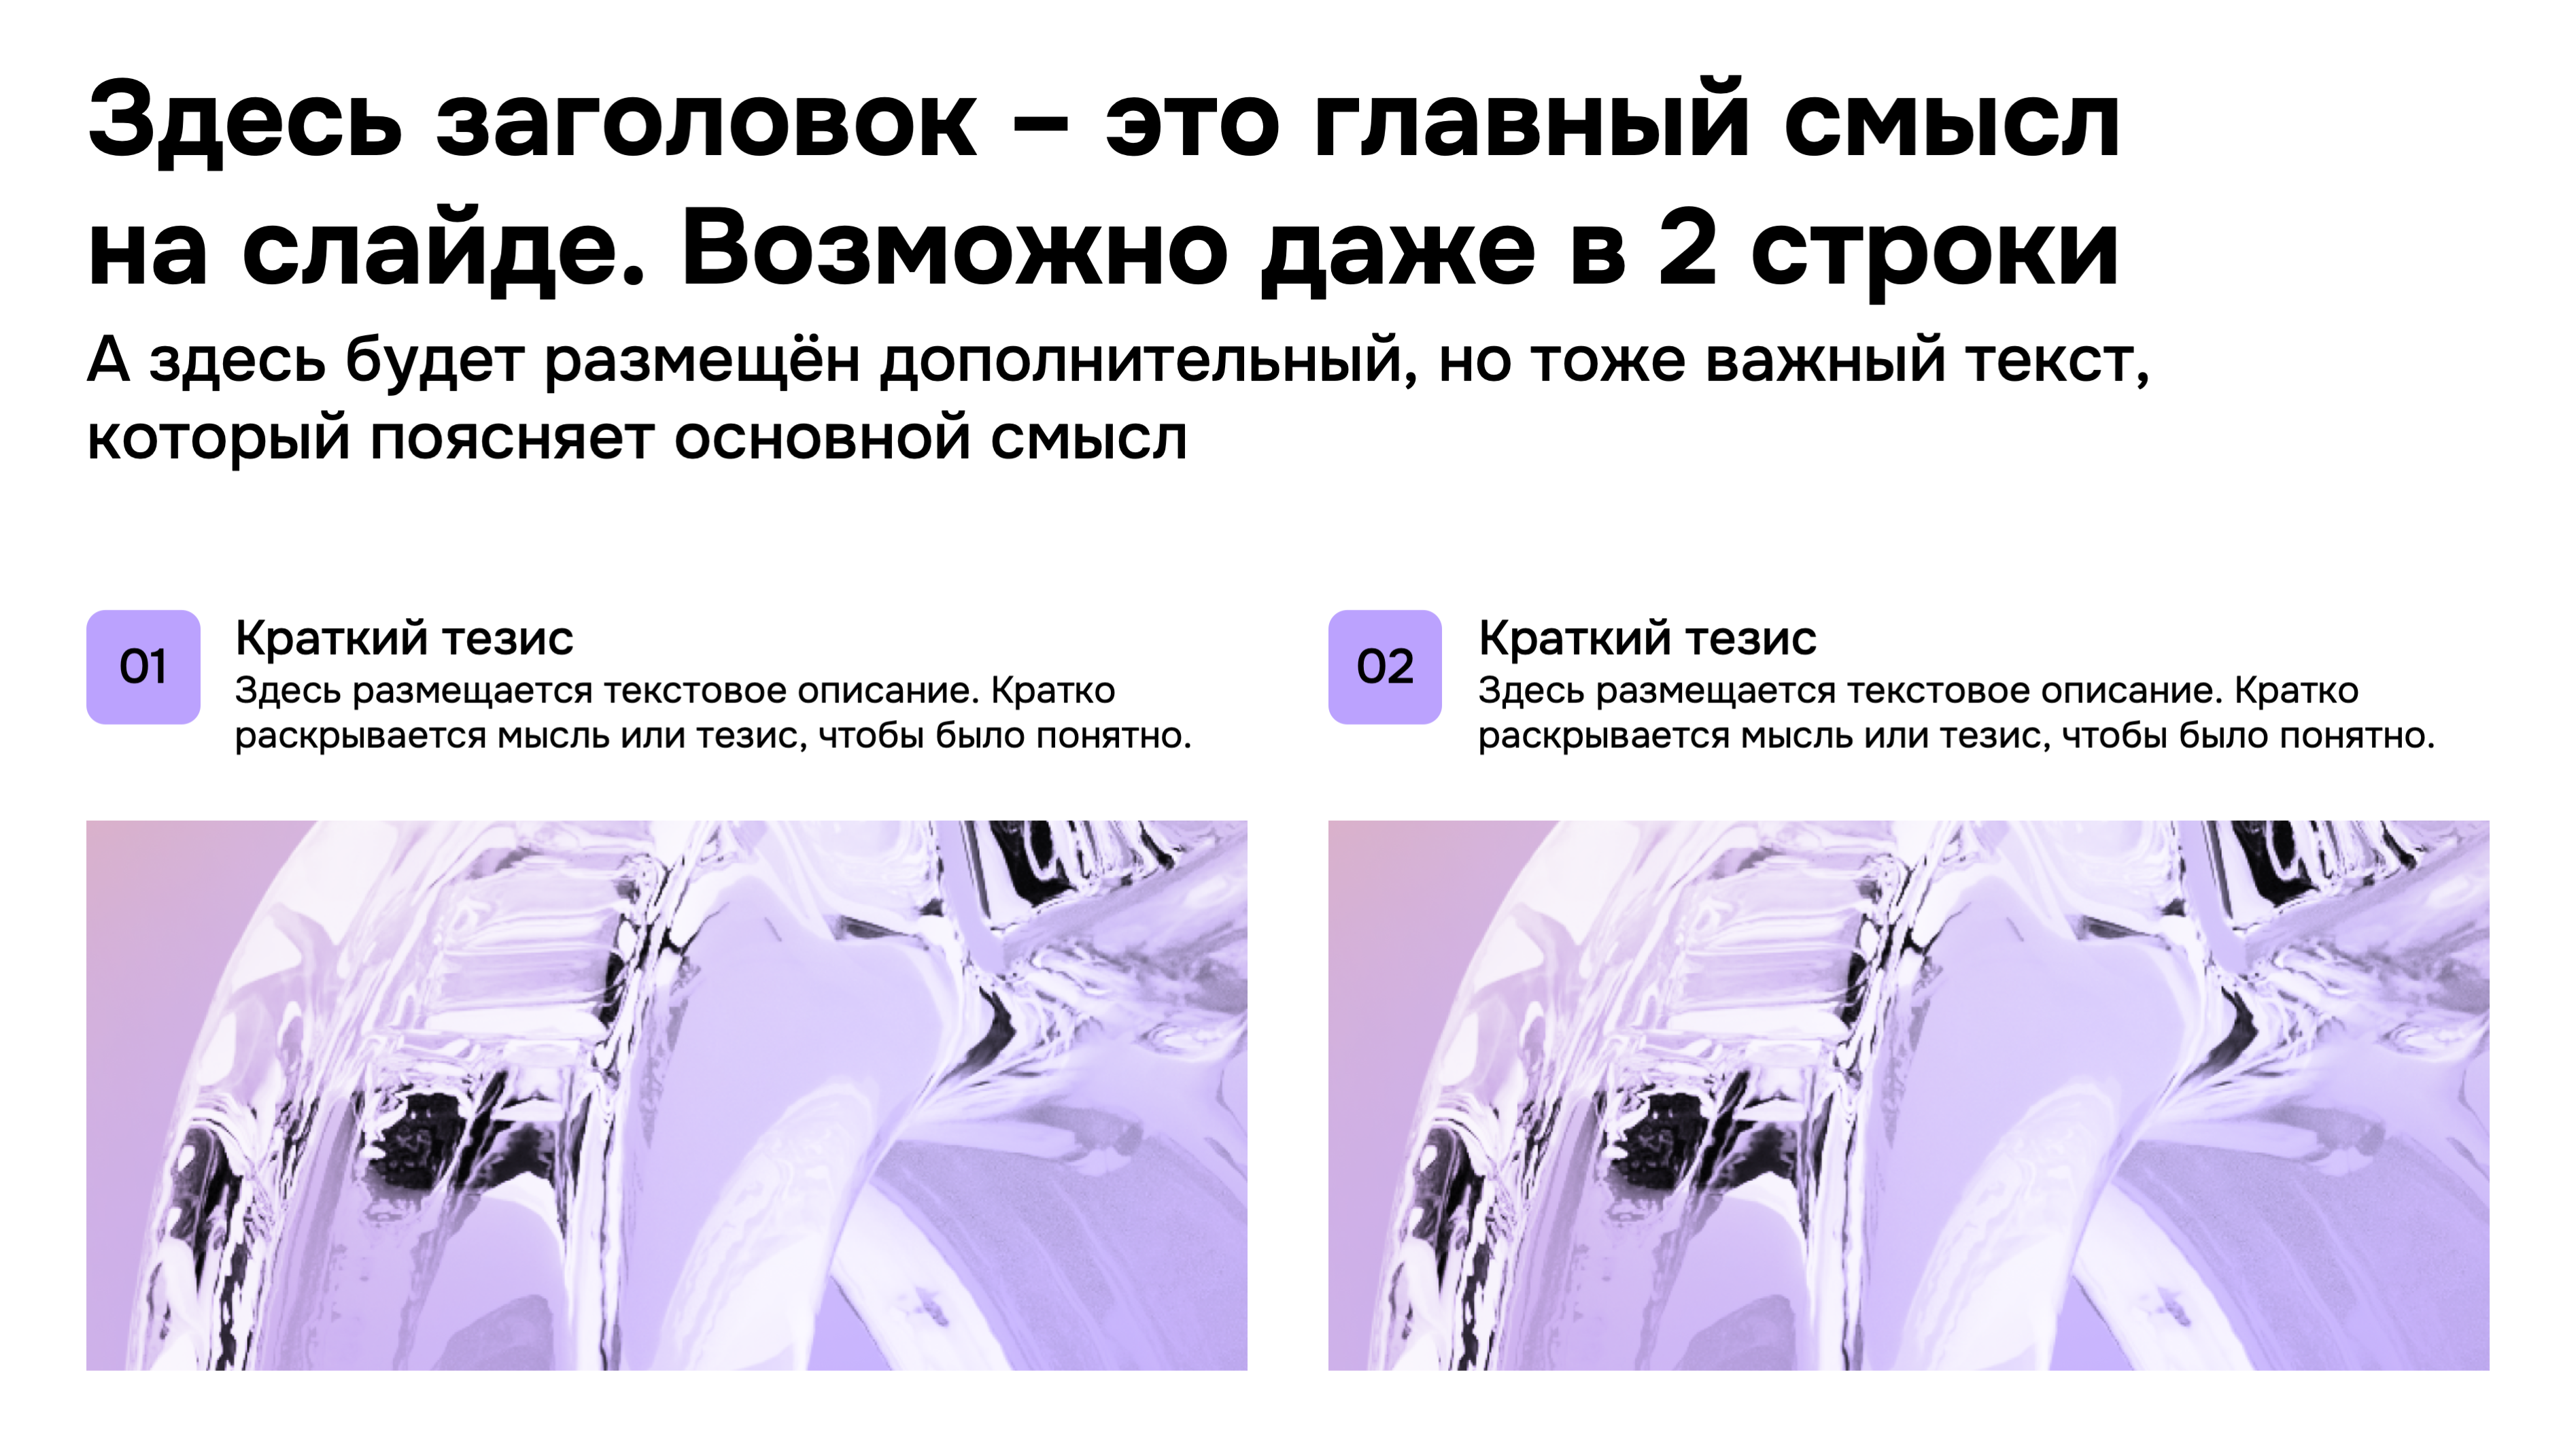 Здесь заголовок – это главный смысл
на слайде. Возможно даже в 2 строки
А здесь будет размещён дополнительный, но тоже важный текст,
который поясняет основной смысл
01
Краткий тезис
Здесь размещается текстовое описание. Кратко
раскрывается мысль или тезис, чтобы было понятно.
02
Краткий тезис
Здесь размещается текстовое описание. Кратко
раскрывается мысль или тезис, чтобы было понятно.